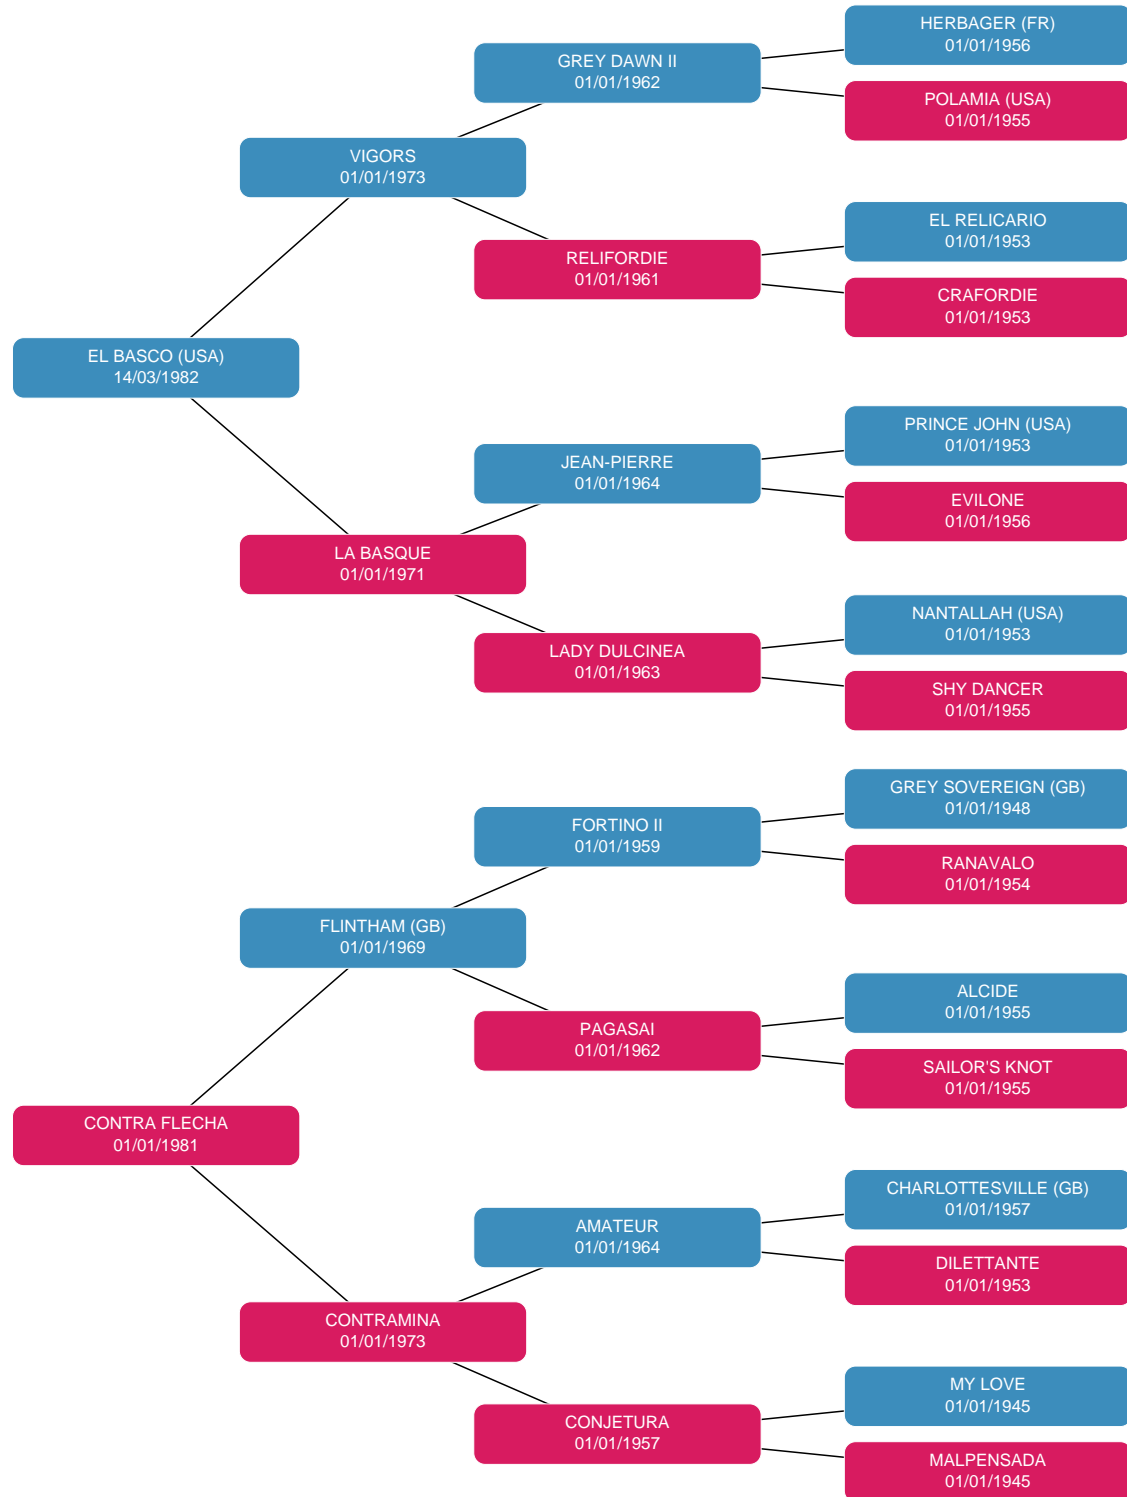 HERBAGER (FR)
01/01/1956
GREY DAWN II
01/01/1962
POLAMIA (USA)
01/01/1955
VIGORS
01/01/1973
EL RELICARIO
01/01/1953
RELIFORDIE
01/01/1961
CRAFORDIE
01/01/1953
EL BASCO (USA)
14/03/1982
PRINCE JOHN (USA)
01/01/1953
JEAN-PIERRE
01/01/1964
EVILONE
01/01/1956
LA BASQUE
01/01/1971
NANTALLAH (USA)
01/01/1953
LADY DULCINEA
01/01/1963
SHY DANCER
01/01/1955
GREY SOVEREIGN (GB)
01/01/1948
FORTINO II
01/01/1959
RANAVALO
01/01/1954
FLINTHAM (GB)
01/01/1969
ALCIDE
01/01/1955
PAGASAI
01/01/1962
SAILOR'S KNOT
01/01/1955
CONTRA FLECHA
01/01/1981
CHARLOTTESVILLE (GB)
01/01/1957
AMATEUR
01/01/1964
DILETTANTE
01/01/1953
CONTRAMINA
01/01/1973
MY LOVE
01/01/1945
CONJETURA
01/01/1957
MALPENSADA
01/01/1945